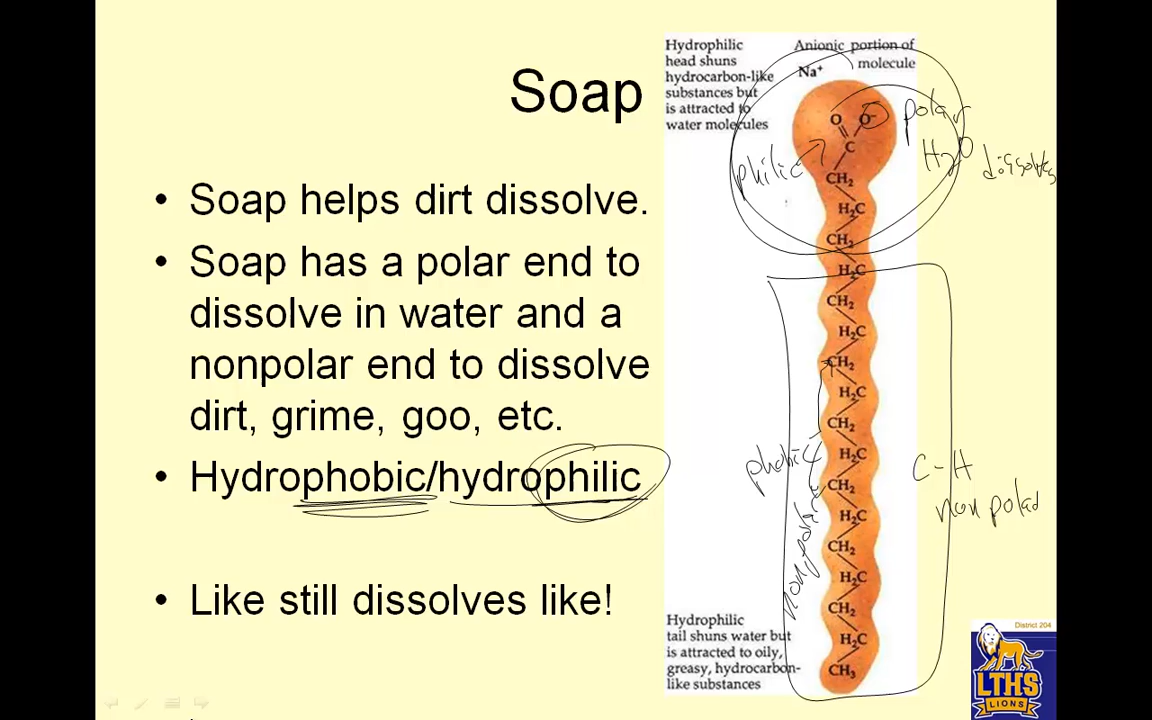 Soap
• Soap helps dirt dissolve.
• Soap has a polar end to
dissolve in water and a
nonpolar end to dissolve
dirt, grime, goo, etc.
• Hydrophobic/hydrophilic
• Like still dissolves like!
Hydrophilic
head shuns
hydrocarbon-like
substances but
is attracted to
water molecules
Anionic portion of
molecule
Na⁺
O O⁻
C
CH₂
H₂C
CH₂
H₂C
CH₂
H₂C
CH₂
H₂C
CH₂
H₂C
CH₂
H₂C
CH₂
H₂C
CH₂
H₂C
CH₃
polar
H₂O
dissolves
philic
phobic
nonpolar
C-H
non polar
Hydrophilic
tail shuns water but
is attracted to oily,
greasy, hydrocarbon-
like substances
District 204
LTHS
LIONS